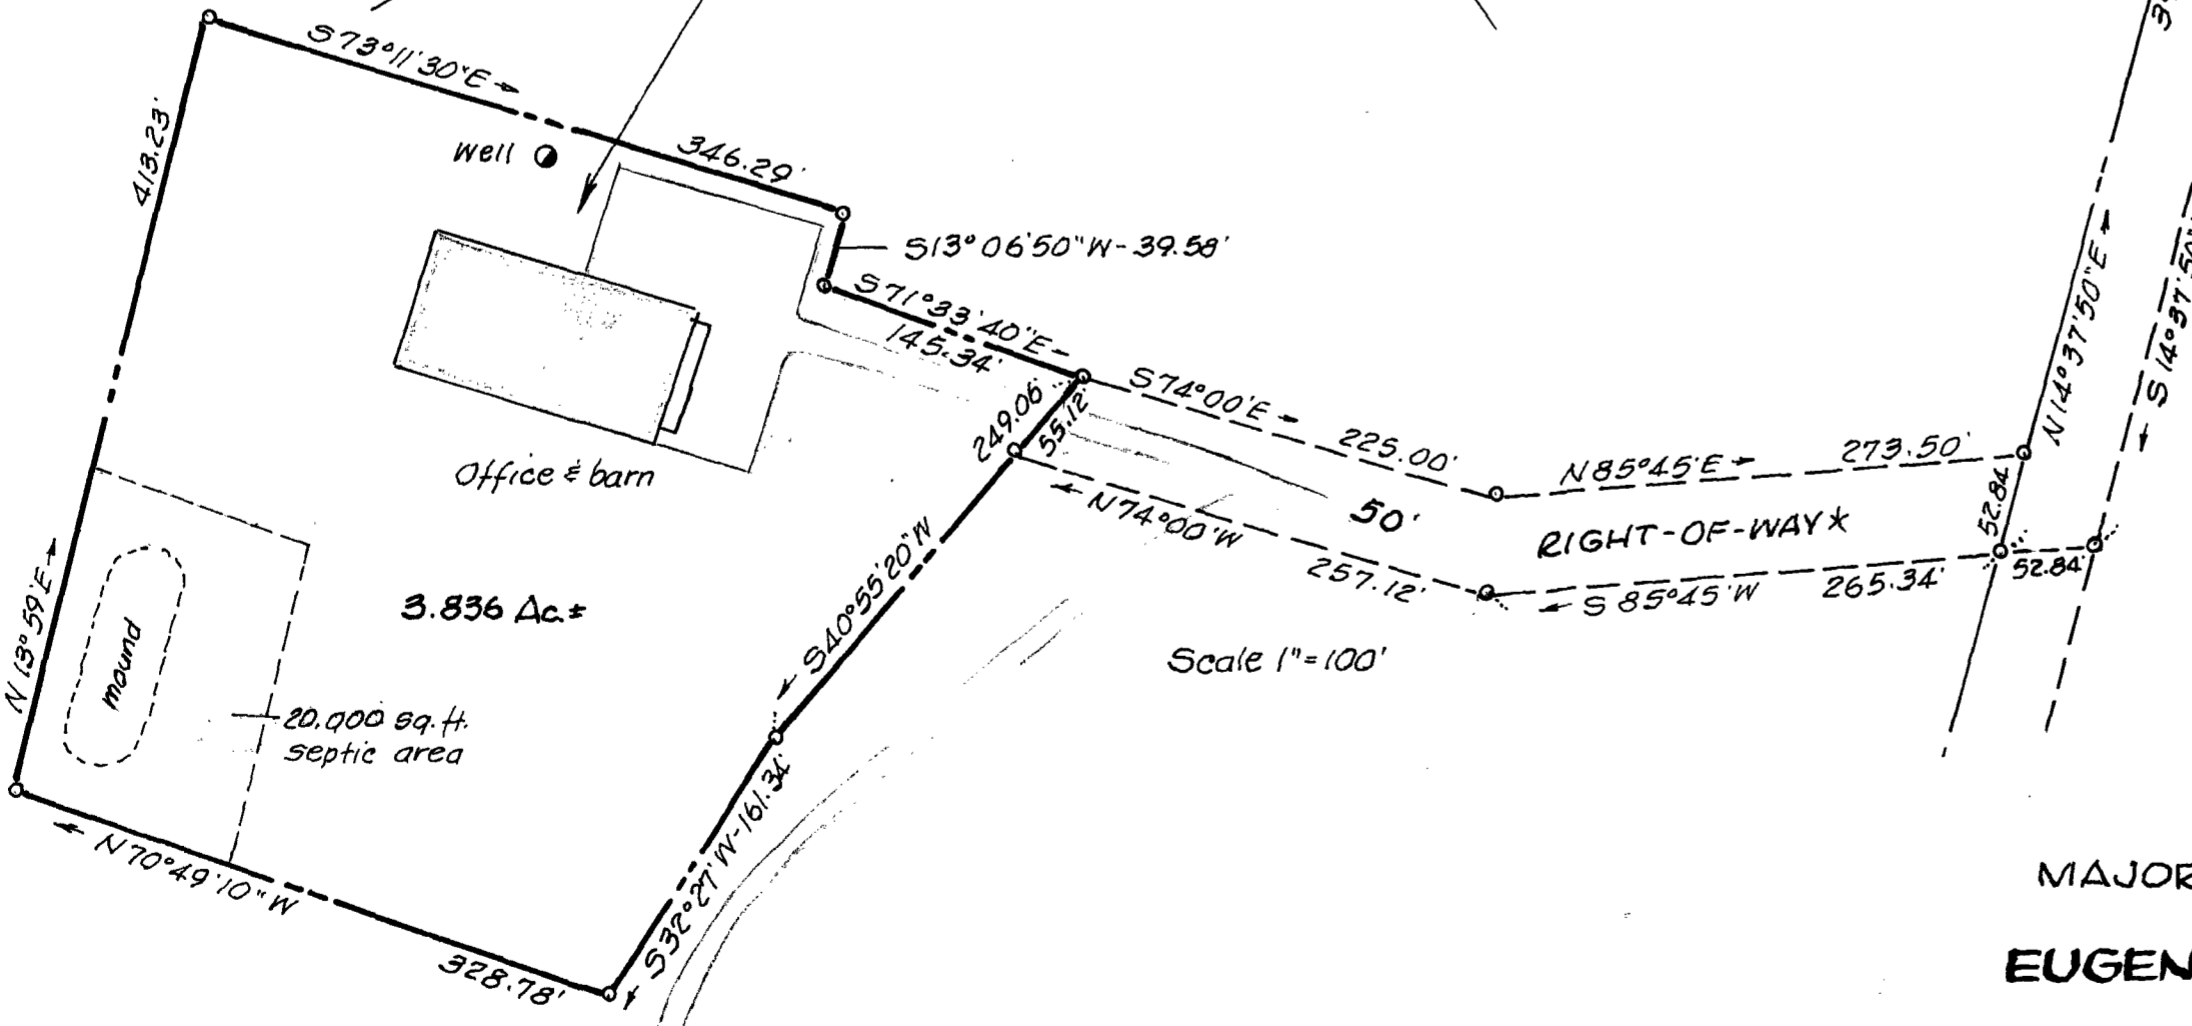 S73°11'30"E
413.23'
Well
346.29'
S13°06'50"W-39.58'
S71°33'40"E
145.34'
249.06'
55.12'
S74°00'E
225.00'
N85°45'E
273.50'
N14°37'50"E
S14°37'50"
52.84
Office & barn
N74°00'W
257.12'
50'
RIGHT-OF-WAY*
S85°45'W
265.34'
52.84'
S40°55'20"W
N13°59'E
mound
3.836 Ac.±
Scale 1"=100'
20,000 sq. ft.
septic area
S32°27'W-161.34'
N70°49'10"W
328.78'
MAJOR
EUGEN